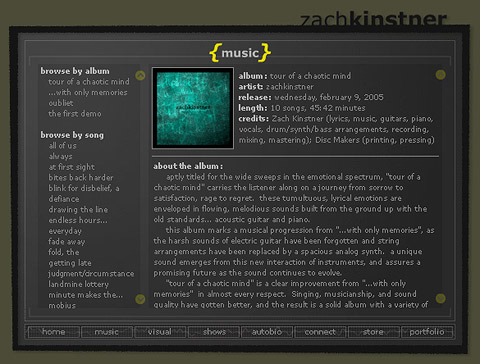 zachkinstner
{music}
browse by album
tour of a chaotic mind
...with only memories
oubliet
the first demo
browse by song
all of us
always
at first sight
bites back harder
blink for disbelief, a
defiance
drawing the line
endless hours...
everyday
fade away
fold, the
getting late
judgment/circumstance
landmine lottery
minute makes the...
mobius
zachkinstner
album: tour of a chaotic mind
artist: zachkinstner
release: wednesday, february 9, 2005
length: 10 songs, 45:42 minutes
credits: Zach Kinstner (lyrics, music, guitars, piano,
vocals, drum/synth/bass arrangements, recording,
mixing, mastering); Disc Makers (printing, pressing)
about the album:
aptly titled for the wide sweeps in the emotional spectrum, "tour of a
chaotic mind" carries the listener along on a journey from sorrow to
satisfaction, rage to regret. these tumultuous, lyrical emotions are
enveloped in flowing, melodious sounds built from the ground up with the
old standards... acoustic guitar and piano.
this album marks a musical progression from "...with only memories", as
the harsh sounds of electric guitar have been forgotten and string
arrangements have been replaced by a spacious analog synth. a unique
sound emerges from this new interaction of instruments, and assures a
promising future as the sound continues to evolve.
"tour of a chaotic mind" is a clear improvement from "...with only
memories" in almost every respect. Singing, musicianship, and sound
quality have gotten better, and the result is a solid album with a variety of
home music visual shows autobio connect store portfolio